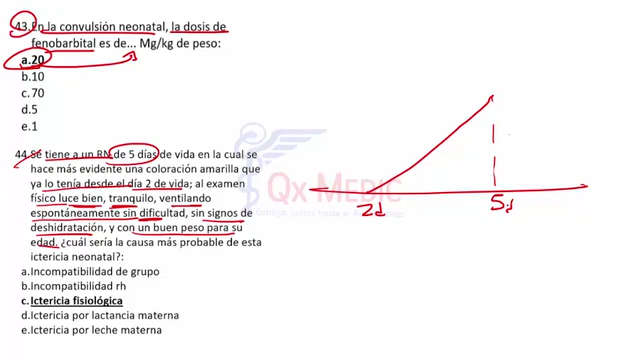 43. En la convulsión neonatal, la dosis de
fenobarbital es de... Mg/kg de peso:
a. 20
b. 10
c. 70
d. 5
e. 1
44. Se tiene a un RN de 5 días de vida en la cual se
hace más evidente una coloración amarilla que
ya lo tenía desde el día 2 de vida; al examen
físico luce bien, tranquilo, ventilando
espontáneamente sin dificultad, sin signos de
deshidratación, y con un buen peso para su
edad. ¿cuál sería la causa más probable de esta
ictericia neonatal?:
a. Incompatibilidad de grupo
b. Incompatibilidad rh
c. Ictericia fisiológica
d. Ictericia por lactancia materna
e. Ictericia por leche materna
Qx MEDIC
2d
5d